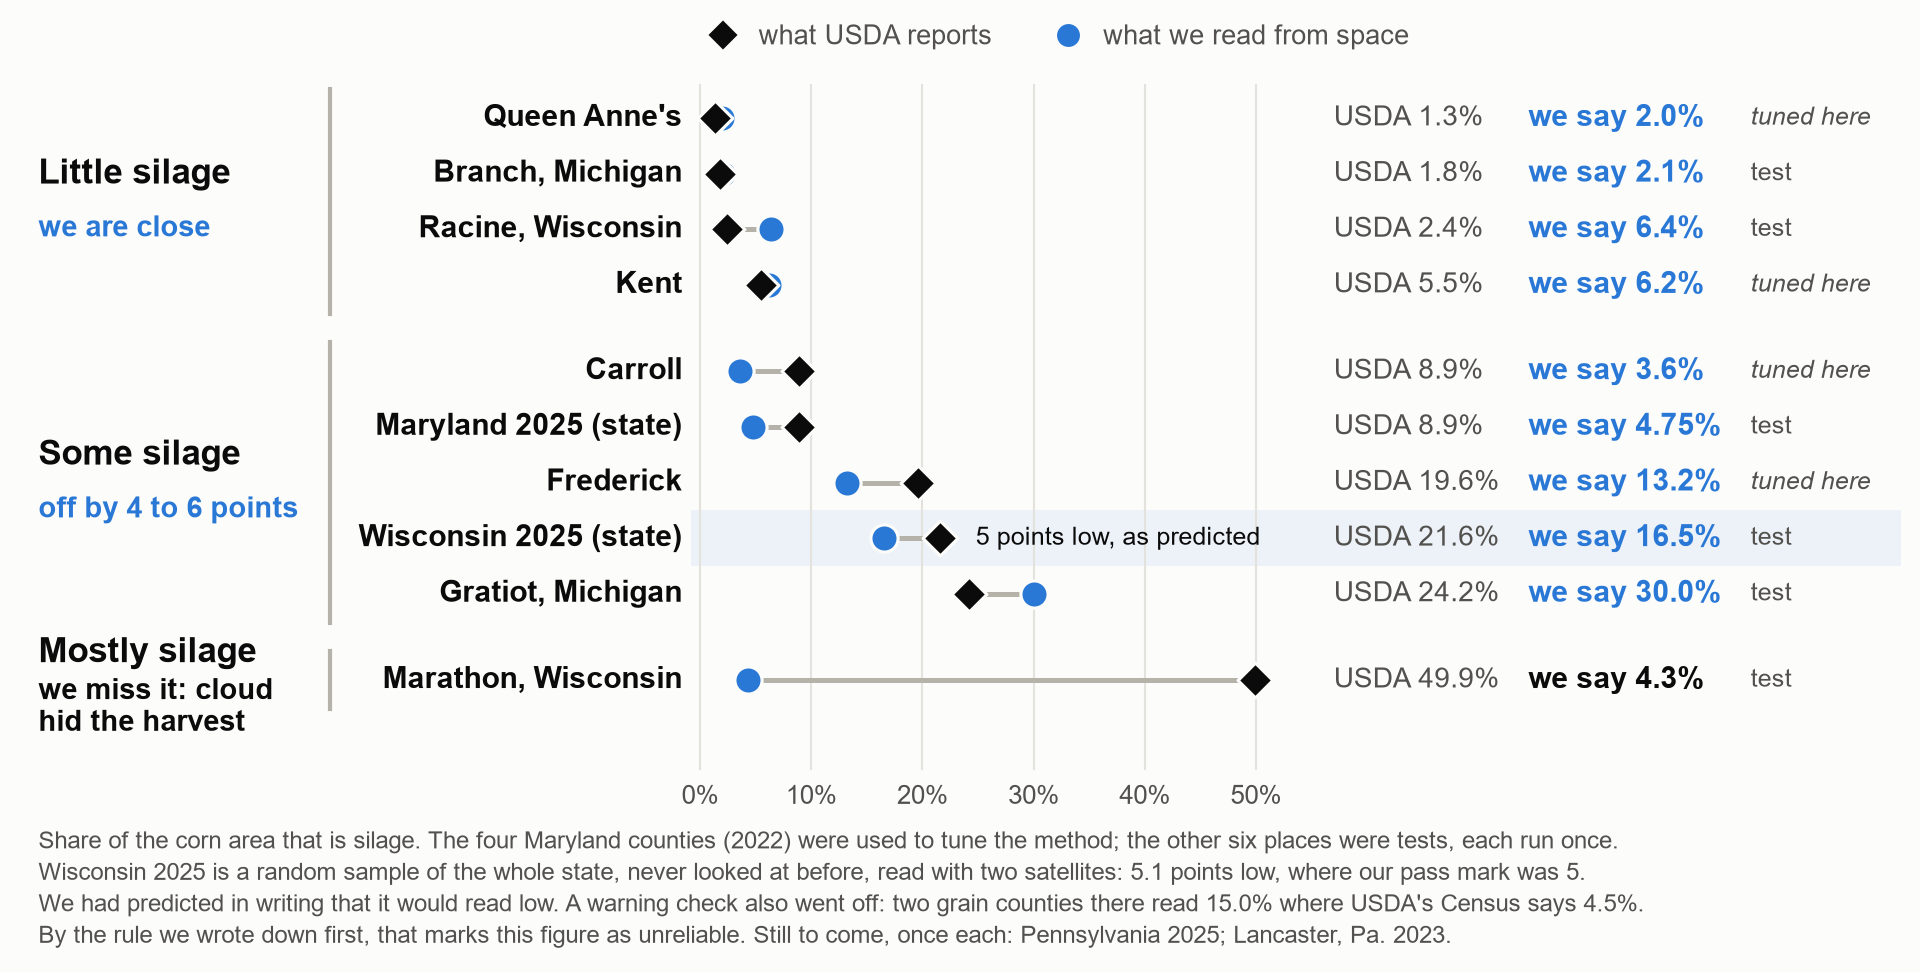 what USDA reports what we read from space
Queen Anne's USDA 1.3% we say 2.0% tuned here
Little silage
Branch, Michigan USDA 1.8% we say 2.1% test
we are close
Racine, Wisconsin USDA 2.4% we say 6.4% test
Kent USDA 5.5% we say 6.2% tuned here
Carroll USDA 8.9% we say 3.6% tuned here
Maryland 2025 (state) USDA 8.9% we say 4.75% test
Some silage
off by 4 to 6 points
Frederick USDA 19.6% we say 13.2% tuned here
Wisconsin 2025 (state) 5 points low, as predicted USDA 21.6% we say 16.5% test
Gratiot, Michigan USDA 24.2% we say 30.0% test
Mostly silage
we miss it: cloud
hid the harvest
Marathon, Wisconsin USDA 49.9% we say 4.3% test
0% 10% 20% 30% 40% 50%
Share of the corn area that is silage. The four Maryland counties (2022) were used to tune the method; the other six places were tests, each run once.
Wisconsin 2025 is a random sample of the whole state, never looked at before, read with two satellites: 5.1 points low, where our pass mark was 5.
We had predicted in writing that it would read low. A warning check also went off: two grain counties there read 15.0% where USDA's Census says 4.5%.
By the rule we wrote down first, that marks this figure as unreliable. Still to come, once each: Pennsylvania 2025; Lancaster, Pa. 2023.